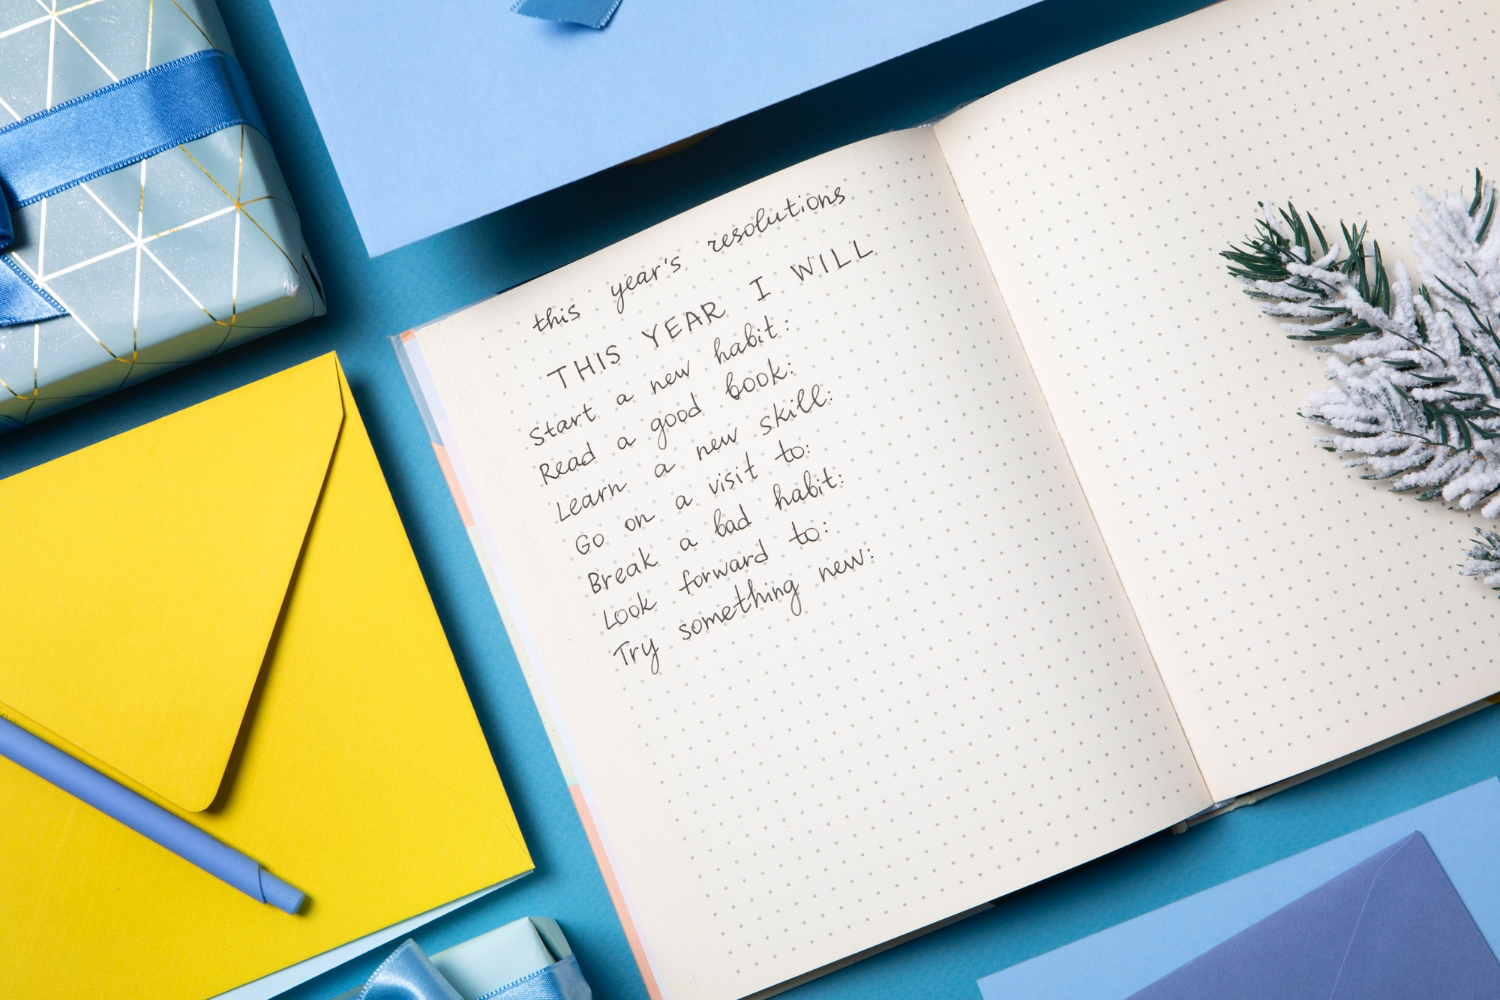 this year's resolutions
THIS YEAR I WILL
Start a new habit:
Read a good book:
Learn a new skill:
Go on a visit to:
Break a bad habit:
Look forward to:
Try something new: